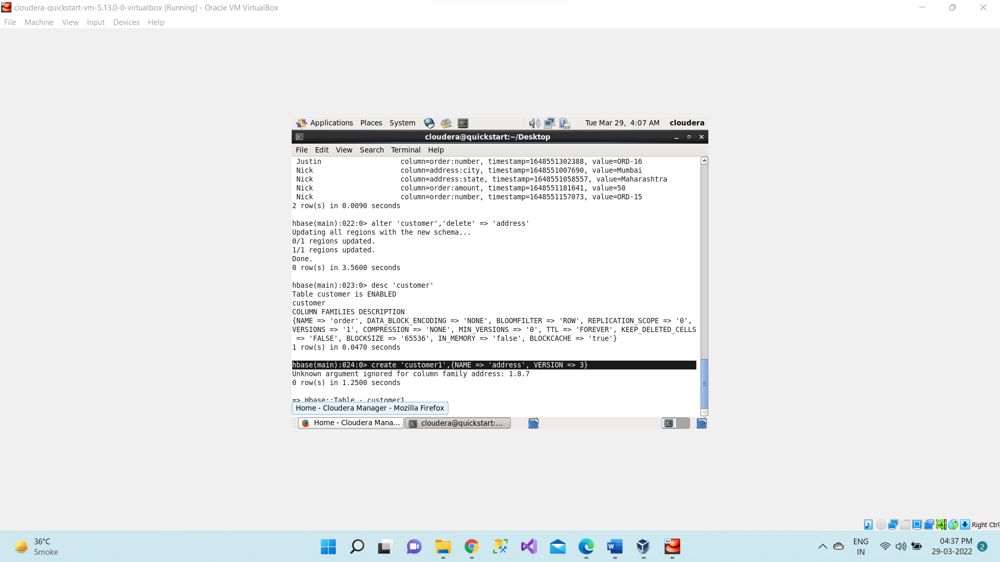 cloudera-quickstart-vm-5.13.0-0-virtualbox [Running] - Oracle VM VirtualBox
File Machine View Input Devices Help
Applications Places System Tue Mar 29, 4:07 AM cloudera
cloudera@quickstart:~/Desktop
File Edit View Search Terminal Help
Justin column=order:number, timestamp=1648551302388, value=ORD-16
Nick column=address:city, timestamp=1648551007690, value=Mumbai
Nick column=address:state, timestamp=1648551058557, value=Maharashtra
Nick column=order:amount, timestamp=1648551181641, value=50
Nick column=order:number, timestamp=1648551157073, value=ORD-15
2 row(s) in 0.0090 seconds
hbase(main):022:0> alter 'customer','delete' => 'address'
Updating all regions with the new schema...
0/1 regions updated.
1/1 regions updated.
Done.
0 row(s) in 3.5600 seconds
hbase(main):023:0> desc 'customer'
Table customer is ENABLED
customer
COLUMN FAMILIES DESCRIPTION
{NAME => 'order', DATA_BLOCK_ENCODING => 'NONE', BLOOMFILTER => 'ROW', REPLICATION_SCOPE => '0',
VERSIONS => '1', COMPRESSION => 'NONE', MIN_VERSIONS => '0', TTL => 'FOREVER', KEEP_DELETED_CELLS
=> 'FALSE', BLOCKSIZE => '65536', IN_MEMORY => 'false', BLOCKCACHE => 'true'}
1 row(s) in 0.0470 seconds
hbase(main):024:0> create 'customer1',{NAME => 'address', VERSION => 3}
Unknown argument ignored for column family address: 1.8.7
0 row(s) in 1.2500 seconds
=> Hbase::Table - customer1
Home - Cloudera Manager - Mozilla Firefox
Home - Cloudera Mana... cloudera@quickstart:...
Right Ctrl
36°C
Smoke
ENG
IN
04:37 PM
29-03-2022
2